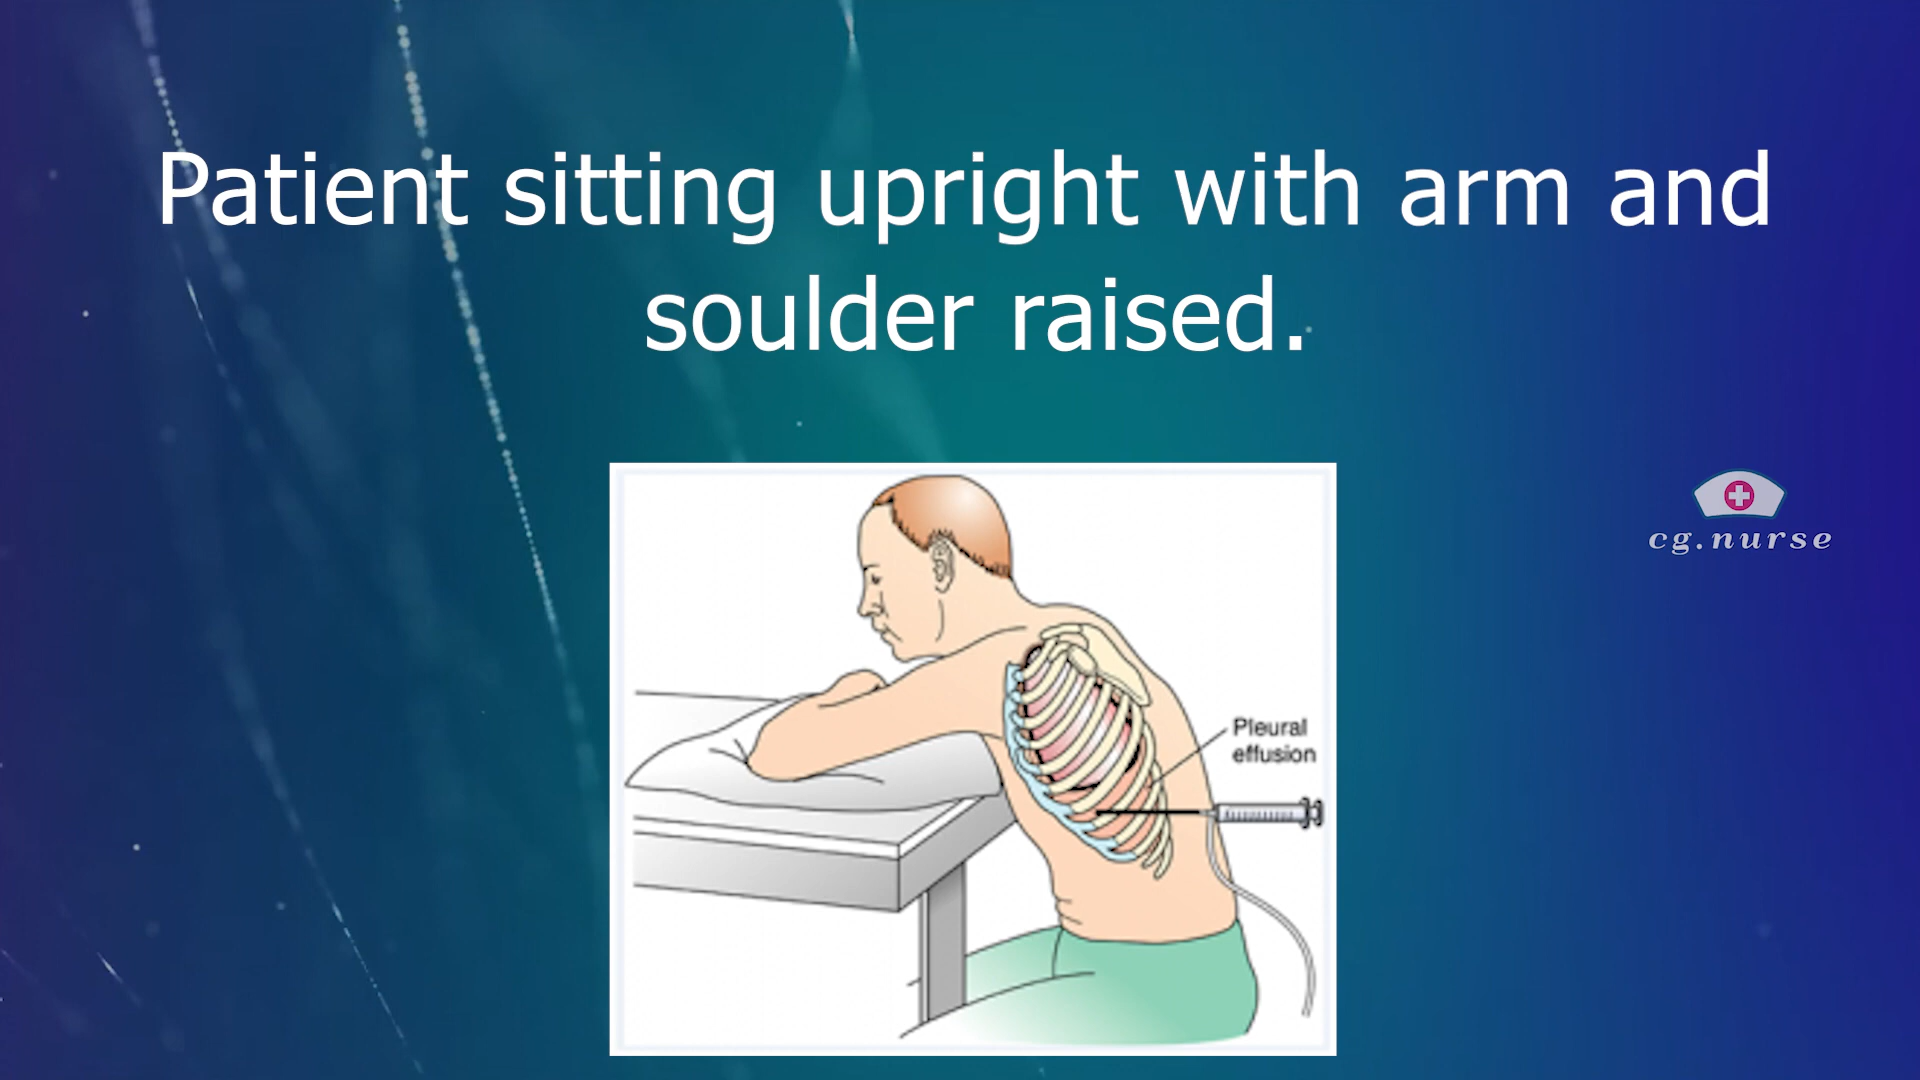 Patient sitting upright with arm and
soulder raised.
cg.nurse
Pleural
effusion